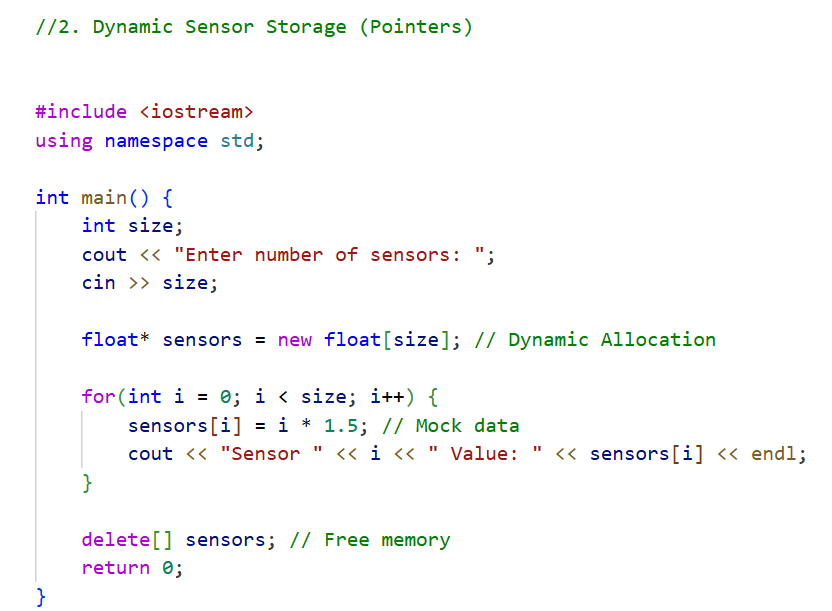 //2. Dynamic Sensor Storage (Pointers)
#include <iostream>
using namespace std;
int main() {
    int size;
    cout << "Enter number of sensors: ";
    cin >> size;
    float* sensors = new float[size]; // Dynamic Allocation
    for(int i = 0; i < size; i++) {
        sensors[i] = i * 1.5; // Mock data
        cout << "Sensor " << i << " Value: " << sensors[i] << endl;
    }
    delete[] sensors; // Free memory
    return 0;
}